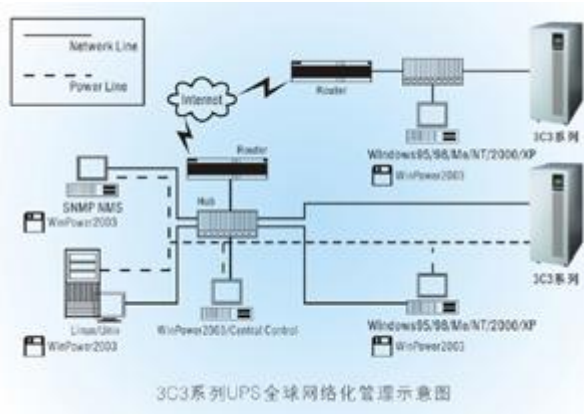 Network Line
Power Line
Internet
Router
3C3系列
Windows95/98/Me/NT/2000/XP
WinPower2003
Router
SNMP NMS
WinPower2003
Hub
3C3系列
Linux/Unix
WinPower2003
WinPower2003/Central Control
Windows95/98/Me/NT/2000/XP
WinPower2003
3C3系列UPS全球网络化管理示意图